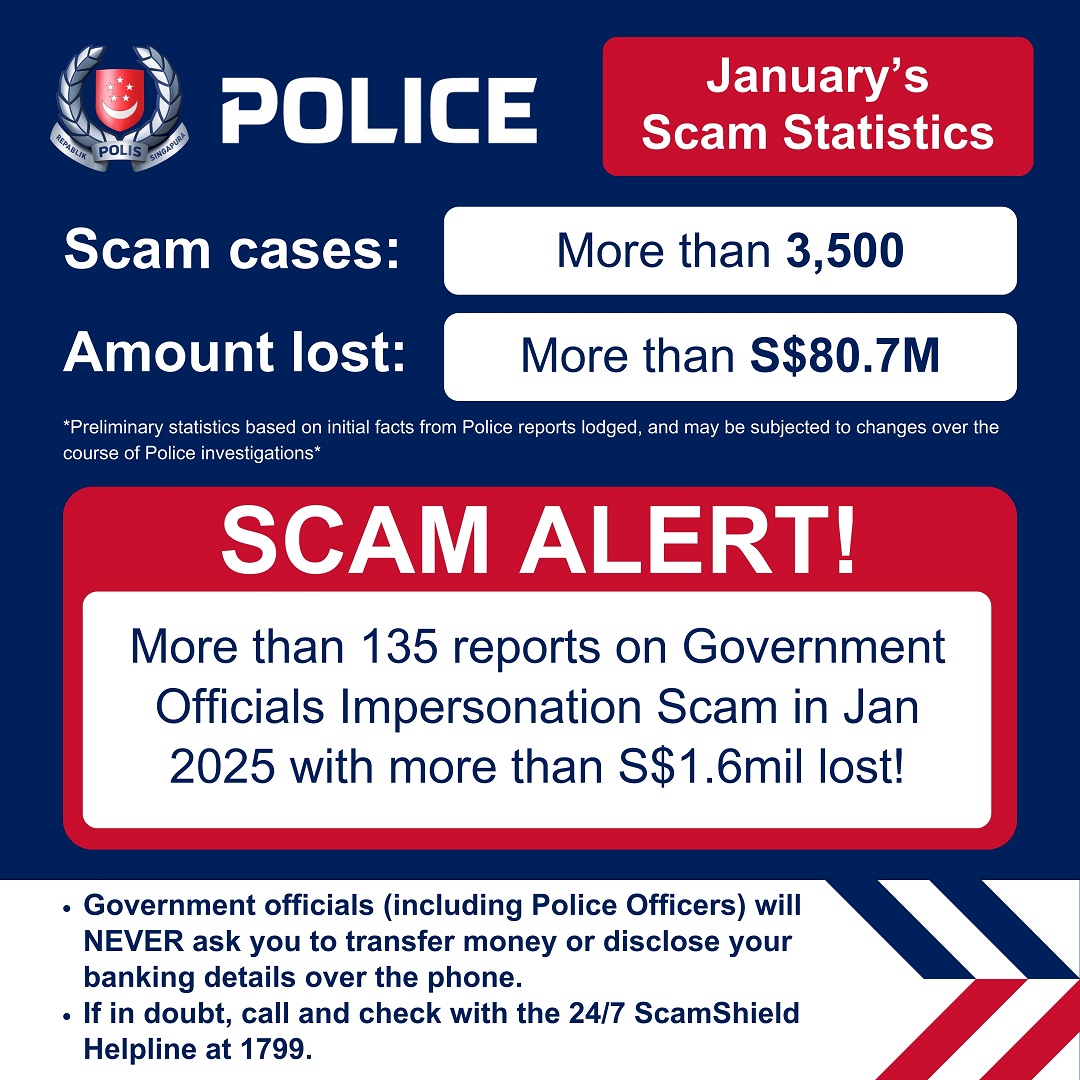 REPABLIK POLIS SINGAPURA
POLICE
January’s
Scam Statistics
Scam cases:
More than 3,500
Amount lost:
More than S$80.7M
*Preliminary statistics based on initial facts from Police reports lodged, and may be subjected to changes over the
course of Police investigations*
SCAM ALERT!
More than 135 reports on Government
Officials Impersonation Scam in Jan
2025 with more than S$1.6mil lost!
• Government officials (including Police Officers) will
NEVER ask you to transfer money or disclose your
banking details over the phone.
• If in doubt, call and check with the 24/7 ScamShield
Helpline at 1799.